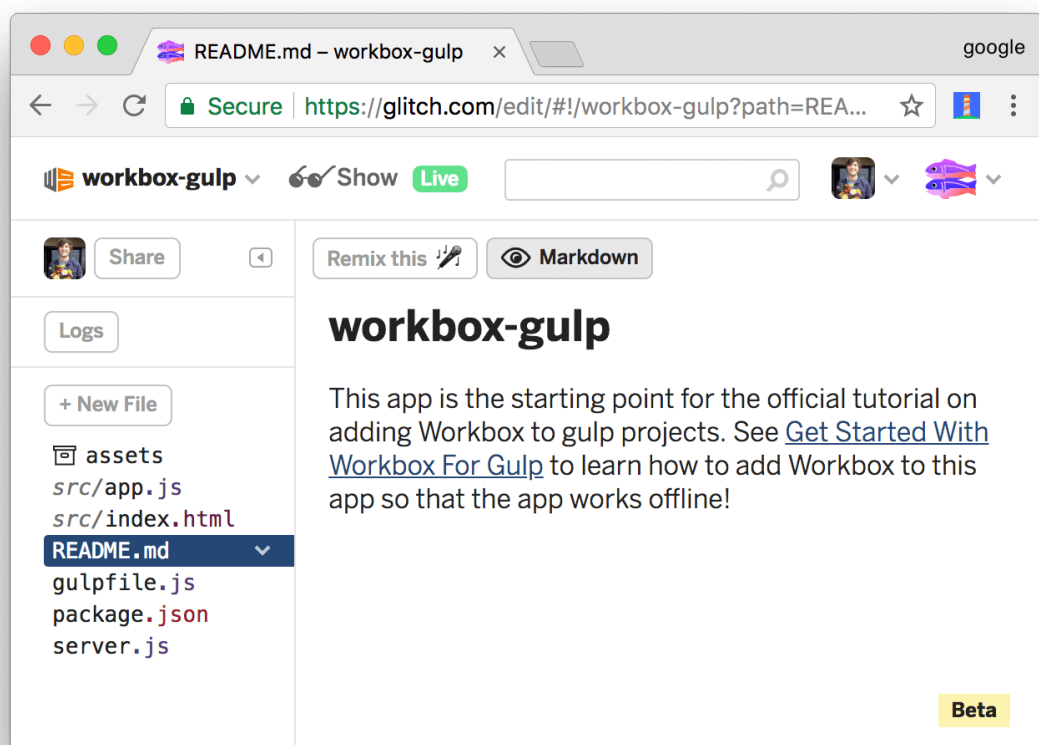 README.md – workbox-gulp
google
Secure https://glitch.com/edit/#!/workbox-gulp?path=REA...
workbox-gulp Show Live
Share
Remix this Markdown
Logs
+ New File
assets
src/app.js
src/index.html
README.md
gulpfile.js
package.json
server.js
workbox-gulp
This app is the starting point for the official tutorial on
adding Workbox to gulp projects. See Get Started With
Workbox For Gulp to learn how to add Workbox to this
app so that the app works offline!
Beta